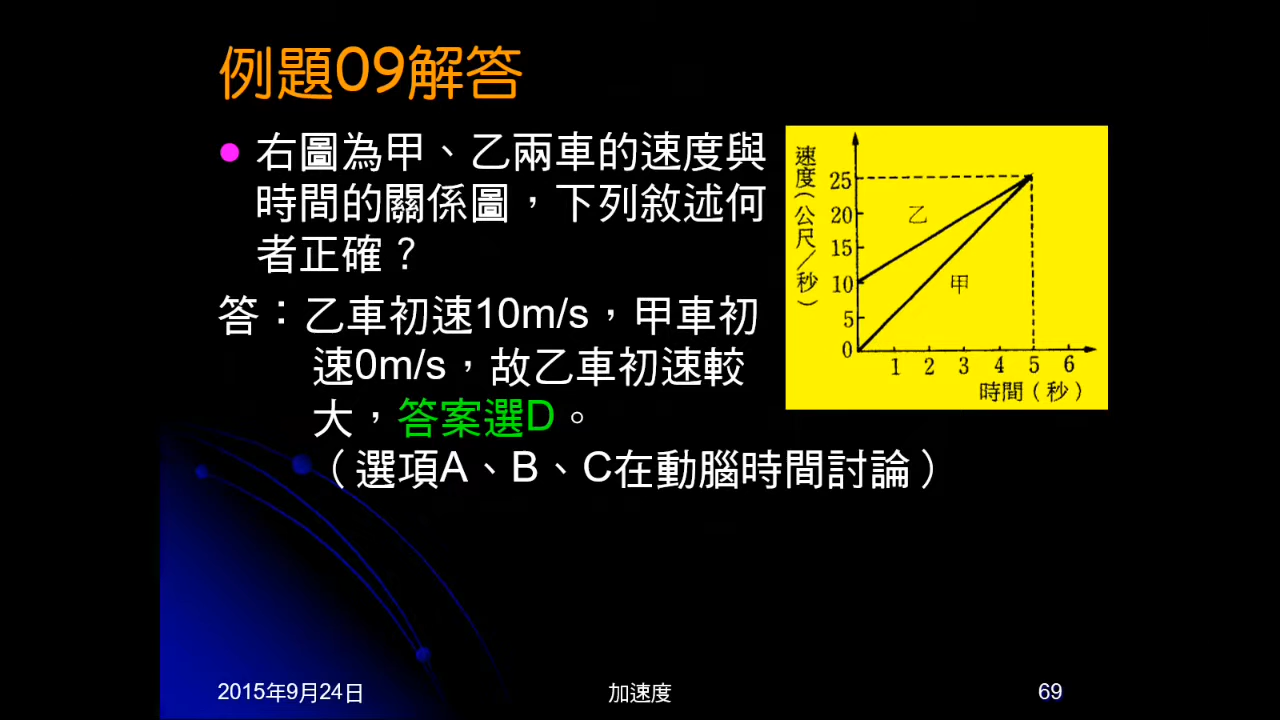 例題09解答
右圖為甲、乙兩車的速度與
時間的關係圖，下列敘述何
者正確？
答：乙車初速10m/s，甲車初
速0m/s，故乙車初速較
大，答案選D。
（選項A、B、C在動腦時間討論）
速度(公尺／秒)
25
20
15
10
5
0
乙
甲
1 2 3 4 5 6
時間(秒)
2015年9月24日
加速度
69